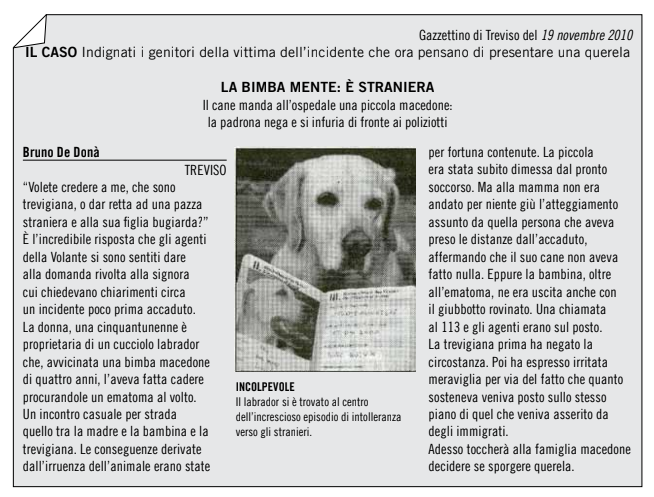 Gazzettino di Treviso del 19 novembre 2010
IL CASO Indignati i genitori della vittima dell'incidente che ora pensano di presentare una querela
LA BIMBA MENTE: È STRANIERA
Il cane manda all'ospedale una piccola macedone:
la padrona nega e si infuria di fronte ai poliziotti
Bruno De Donà
TREVISO
“Volete credere a me, che sono
trevigiana, o dar retta ad una pazza
straniera e alla sua figlia bugiarda?”
È l'incredibile risposta che gli agenti
della Volante si sono sentiti dare
alla domanda rivolta alla signora
cui chiedevano chiarimenti circa
un incidente poco prima accaduto.
La donna, una cinquantunenne è
proprietaria di un cucciolo labrador
che, avvicinata una bimba macedone
di quattro anni, l'aveva fatta cadere
procurandole un ematoma al volto.
Un incontro casuale per strada
quello tra la madre e la bambina e la
trevigiana. Le conseguenze derivate
dall'irruenza dell'animale erano state
INCOLPEVOLE
Il labrador si è trovato al centro
dell'increscioso episodio di intolleranza
verso gli stranieri.
per fortuna contenute. La piccola
era stata subito dimessa dal pronto
soccorso. Ma alla mamma non era
andato per niente giù l'atteggiamento
assunto da quella persona che aveva
preso le distanze dall'accaduto,
affermando che il suo cane non aveva
fatto nulla. Eppure la bambina, oltre
all'ematoma, ne era uscita anche con
il giubbotto rovinato. Una chiamata
al 113 e gli agenti erano sul posto.
La trevigiana prima ha negato la
circostanza. Poi ha espresso irritata
meraviglia per via del fatto che quanto
sosteneva veniva posto sullo stesso
piano di quel che veniva asserito da
degli immigrati.
Adesso toccherà alla famiglia macedone
decidere se sporgere querela.